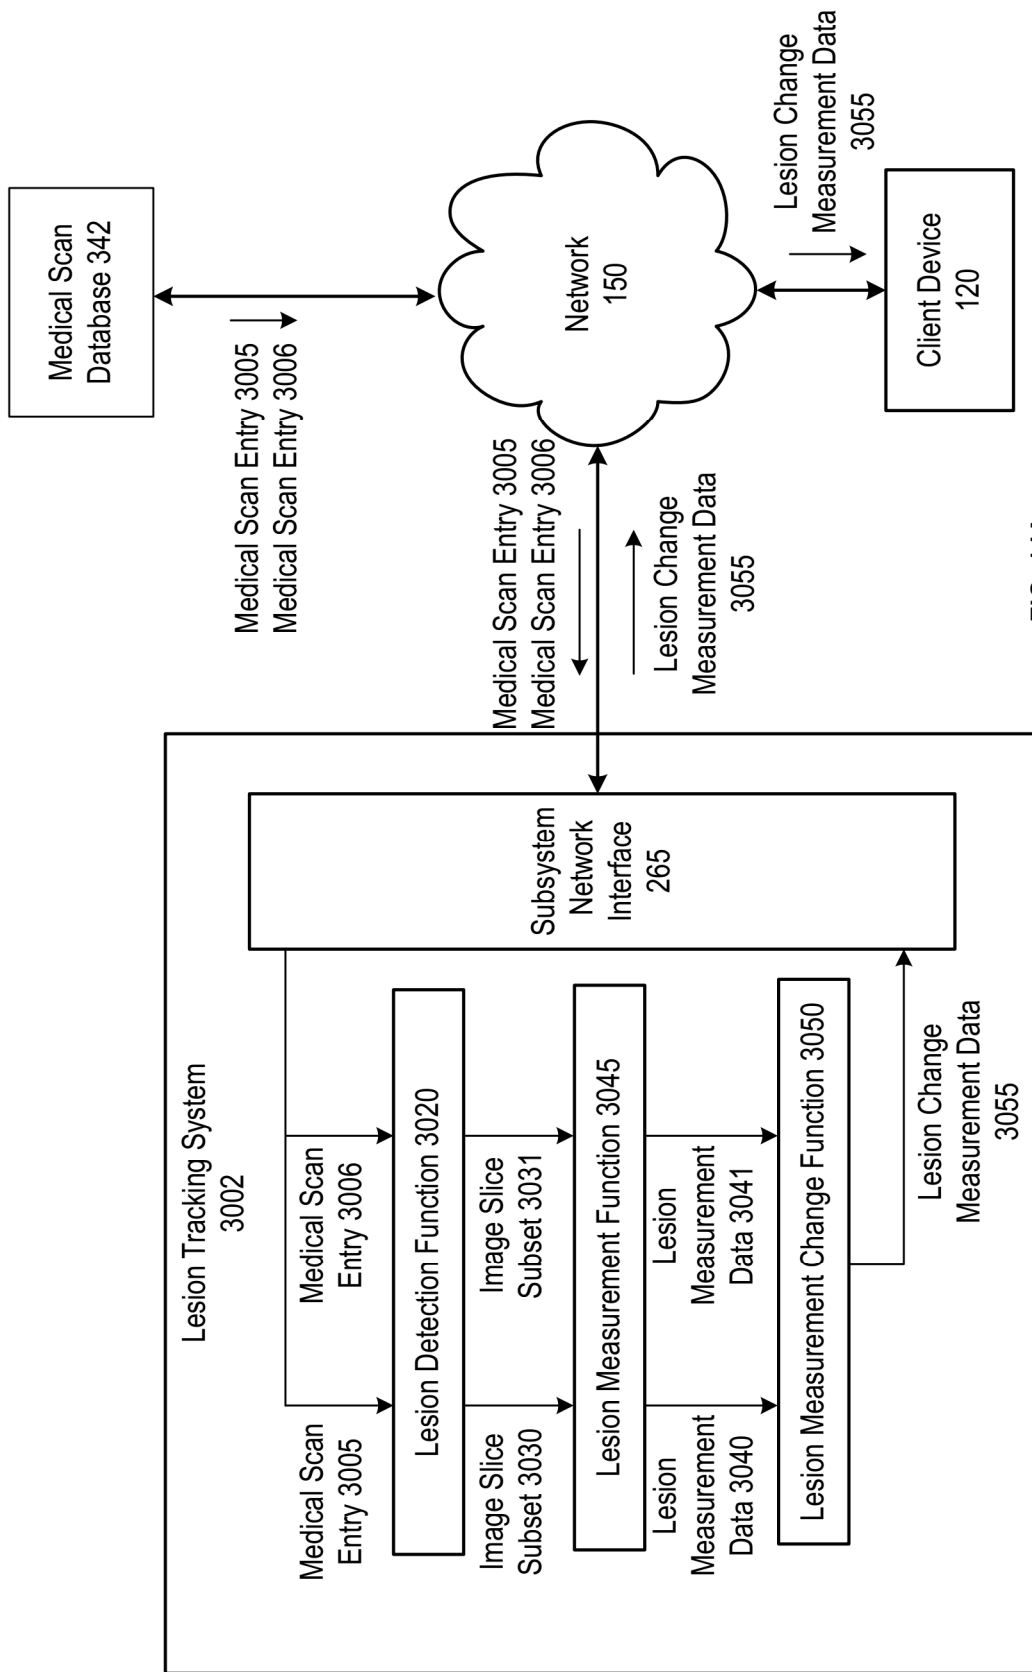 Lesion Tracking System
3002
Medical Scan
Entry 3005
Medical Scan
Entry 3006
Lesion Detection Function 3020
Image Slice
Subset 3030
Image Slice
Subset 3031
Lesion Measurement Function 3045
Lesion
Measurement
Data 3040
Lesion
Measurement
Data 3041
Lesion Measurement Change Function 3050
Lesion Change
Measurement Data
3055
Subsystem
Network
Interface
265
Medical Scan Entry 3005
Medical Scan Entry 3006
Lesion Change
Measurement Data
3055
Medical Scan
Database 342
Medical Scan Entry 3005
Medical Scan Entry 3006
Network
150
Lesion Change
Measurement Data
3055
Client Device
120